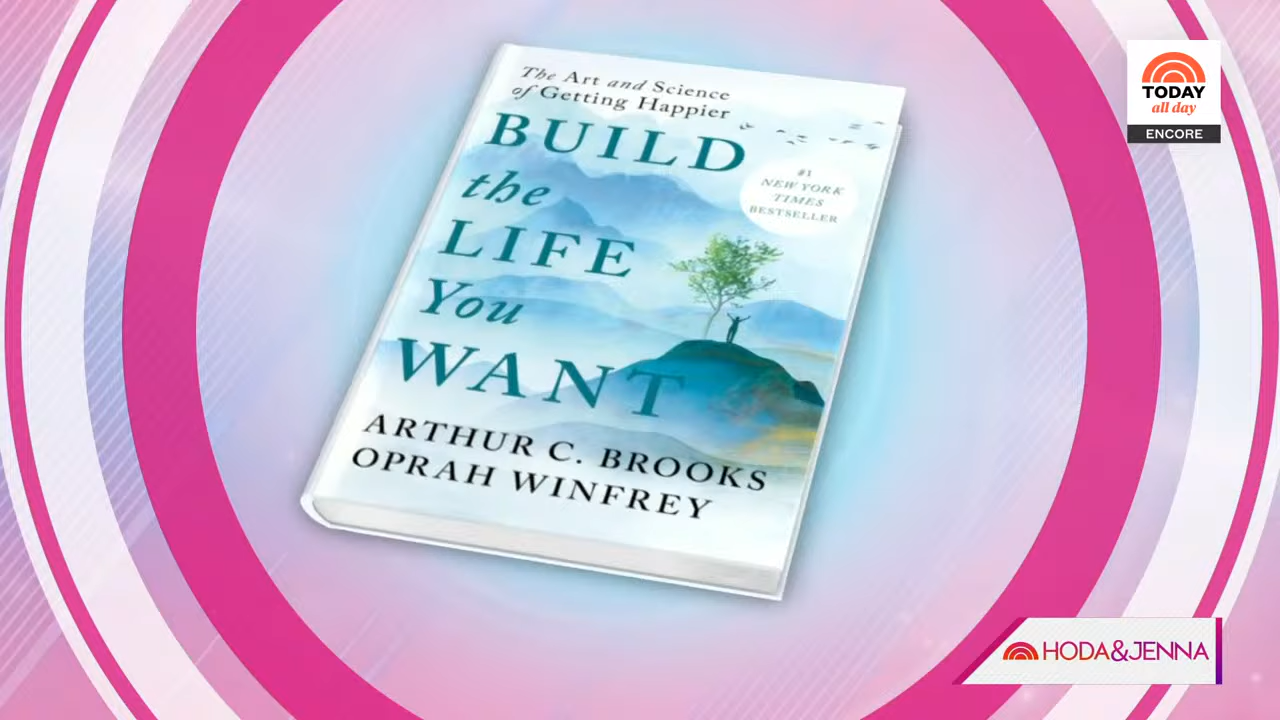 The Art and Science
of Getting Happier
BUILD
the
LIFE
You
WANT
#1
NEW YORK
TIMES
BESTSELLER
ARTHUR C. BROOKS
OPRAH WINFREY
TODAY
all day
ENCORE
HODA&JENNA